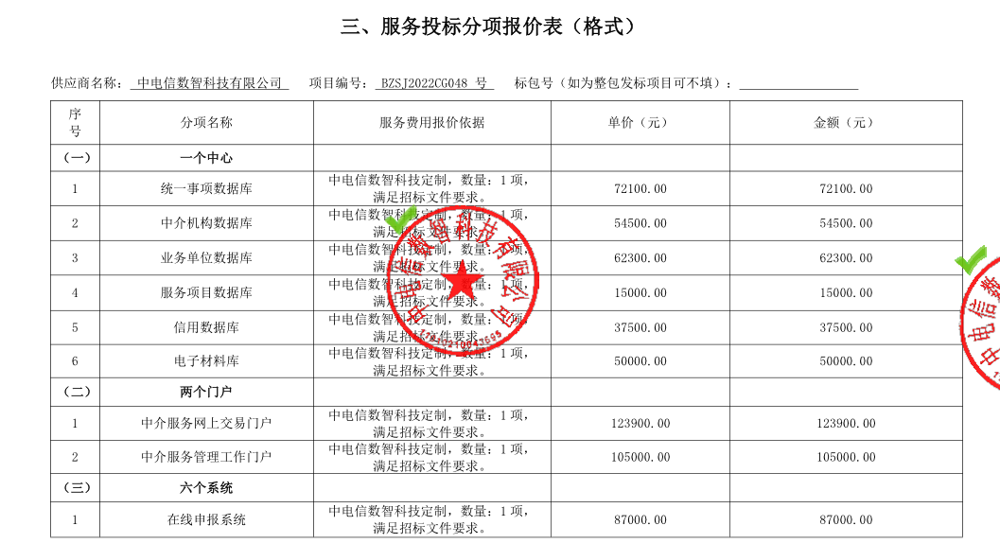 三、服务投标分项报价表（格式）
供应商名称： 中电信数智科技有限公司 项目编号： BZSJ2022CG048 号 标包号（如为整包发标项目可不填）：
序号 分项名称 服务费用报价依据 单价（元） 金额（元）
（一） 一个中心
1 统一事项数据库 中电信数智科技定制，数量：1 项，满足招标文件要求。 72100.00 72100.00
2 中介机构数据库 中电信数智科技定制，数量：1 项，满足招标文件要求。 54500.00 54500.00
3 业务单位数据库 中电信数智科技定制，数量：1 项，满足招标文件要求。 62300.00 62300.00
4 服务项目数据库 中电信数智科技定制，数量：1 项，满足招标文件要求。 15000.00 15000.00
5 信用数据库 中电信数智科技定制，数量：1 项，满足招标文件要求。 37500.00 37500.00
6 电子材料库 中电信数智科技定制，数量：1 项，满足招标文件要求。 50000.00 50000.00
（二） 两个门户
1 中介服务网上交易门户 中电信数智科技定制，数量：1 项，满足招标文件要求。 123900.00 123900.00
2 中介服务管理工作门户 中电信数智科技定制，数量：1 项，满足招标文件要求。 105000.00 105000.00
（三） 六个系统
1 在线申报系统 中电信数智科技定制，数量：1 项，满足招标文件要求。 87000.00 87000.00
中电信数智科技有限公司
中电信数